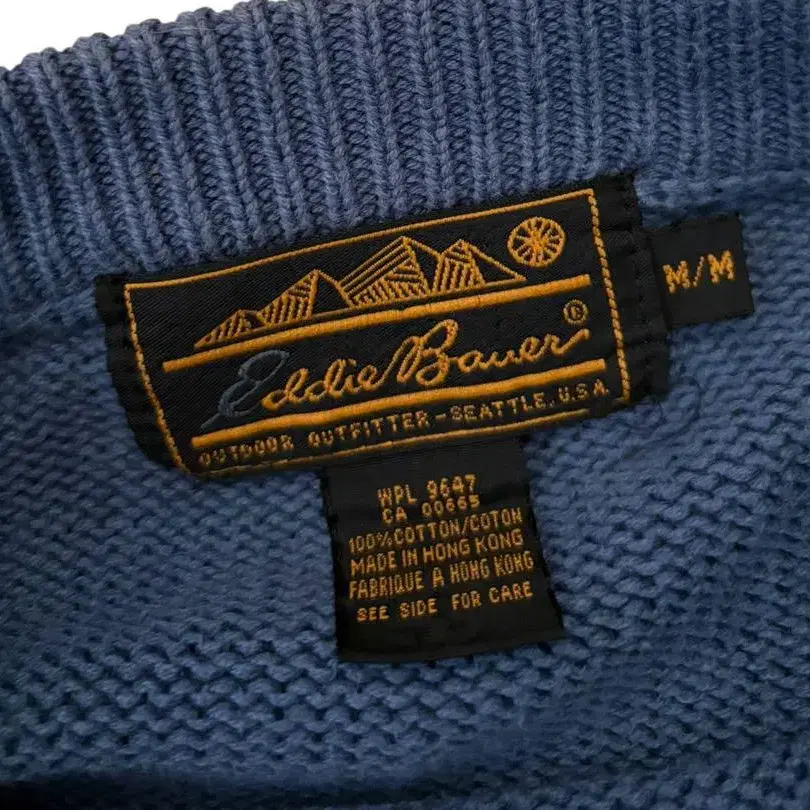 Eddie Bauer®
OUTDOOR OUTFITTER-SEATTLE, U.S.A
M/M
WPL 9647
CA 00665
100% COTTON/COTON
MADE IN HONG KONG
FABRIQUE A HONG KONG
SEE SIDE FOR CARE